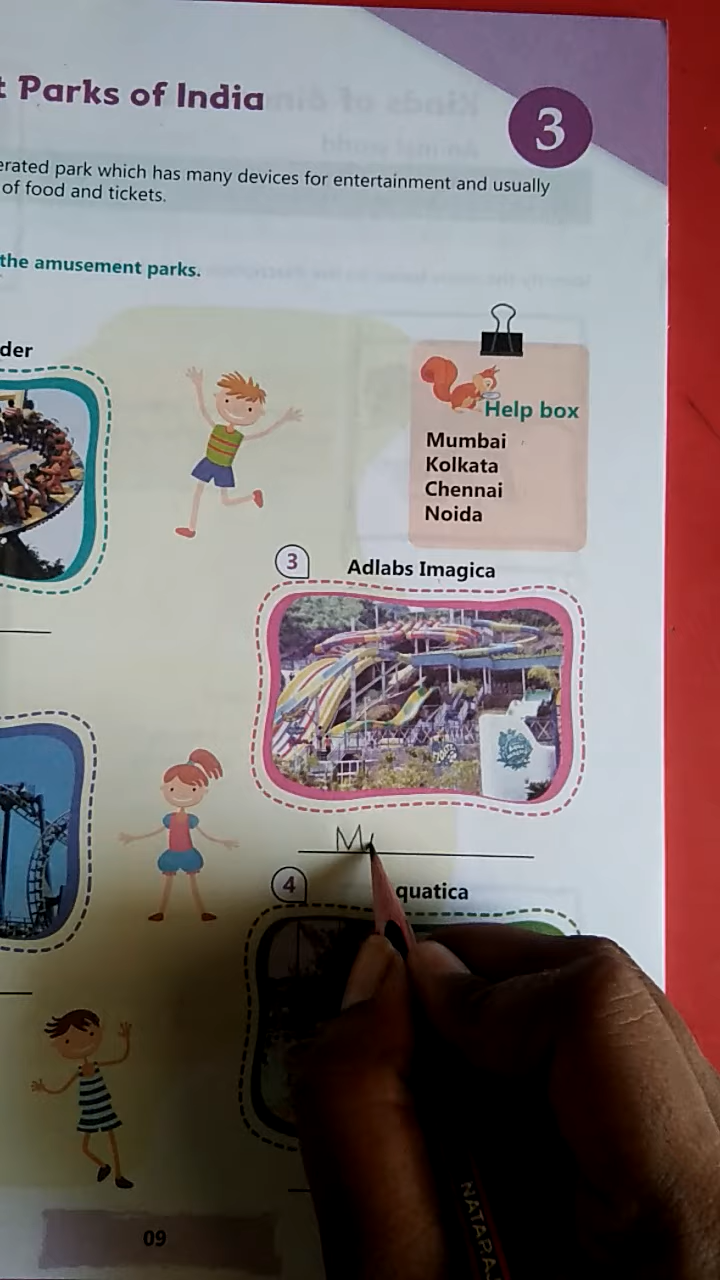 Parks of India
3
erated park which has many devices for entertainment and usually
of food and tickets.
the amusement parks.
der
Help box
Mumbai
Kolkata
Chennai
Noida
3 Adlabs Imagica
M
4 quatica
09
NATARA